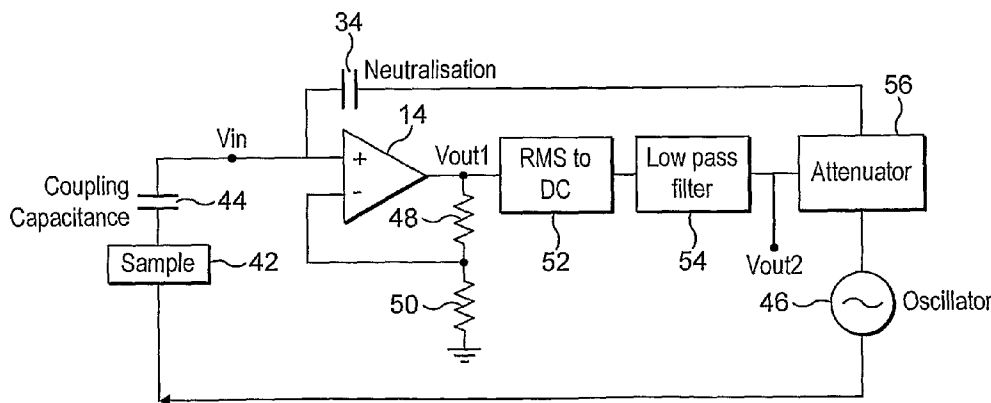 34
Neutralisation
56
14
Vin
Vout1
RMS to
DC
Low pass
filter
Attenuator
+
-
Coupling
Capacitance
44
48
52
54
Vout2
Sample
42
50
46
Oscillator